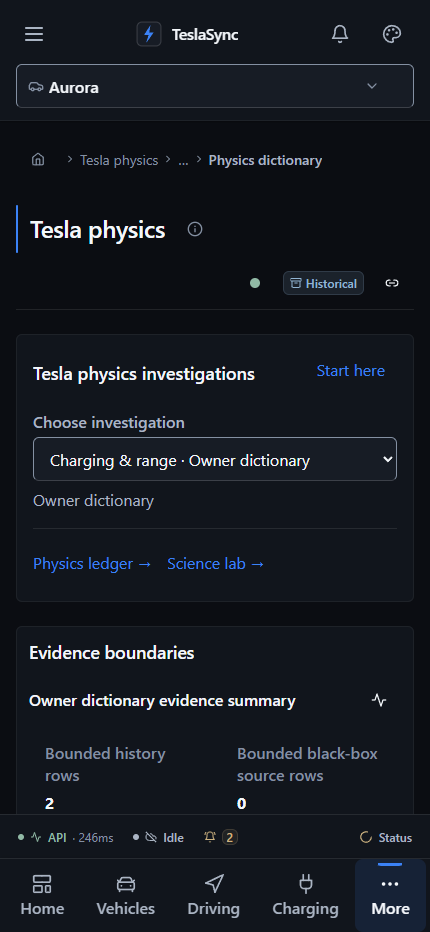 TeslaSync
Aurora
Tesla physics
...
Physics dictionary
Tesla physics
Historical
Tesla physics investigations
Start here
Choose investigation
Charging & range · Owner dictionary
Owner dictionary
Physics ledger →
Science lab →
Evidence boundaries
Owner dictionary evidence summary
Bounded history
rows
2
Bounded black-box
source rows
0
API · 246ms
Idle
2
Status
Home
Vehicles
Driving
Charging
More